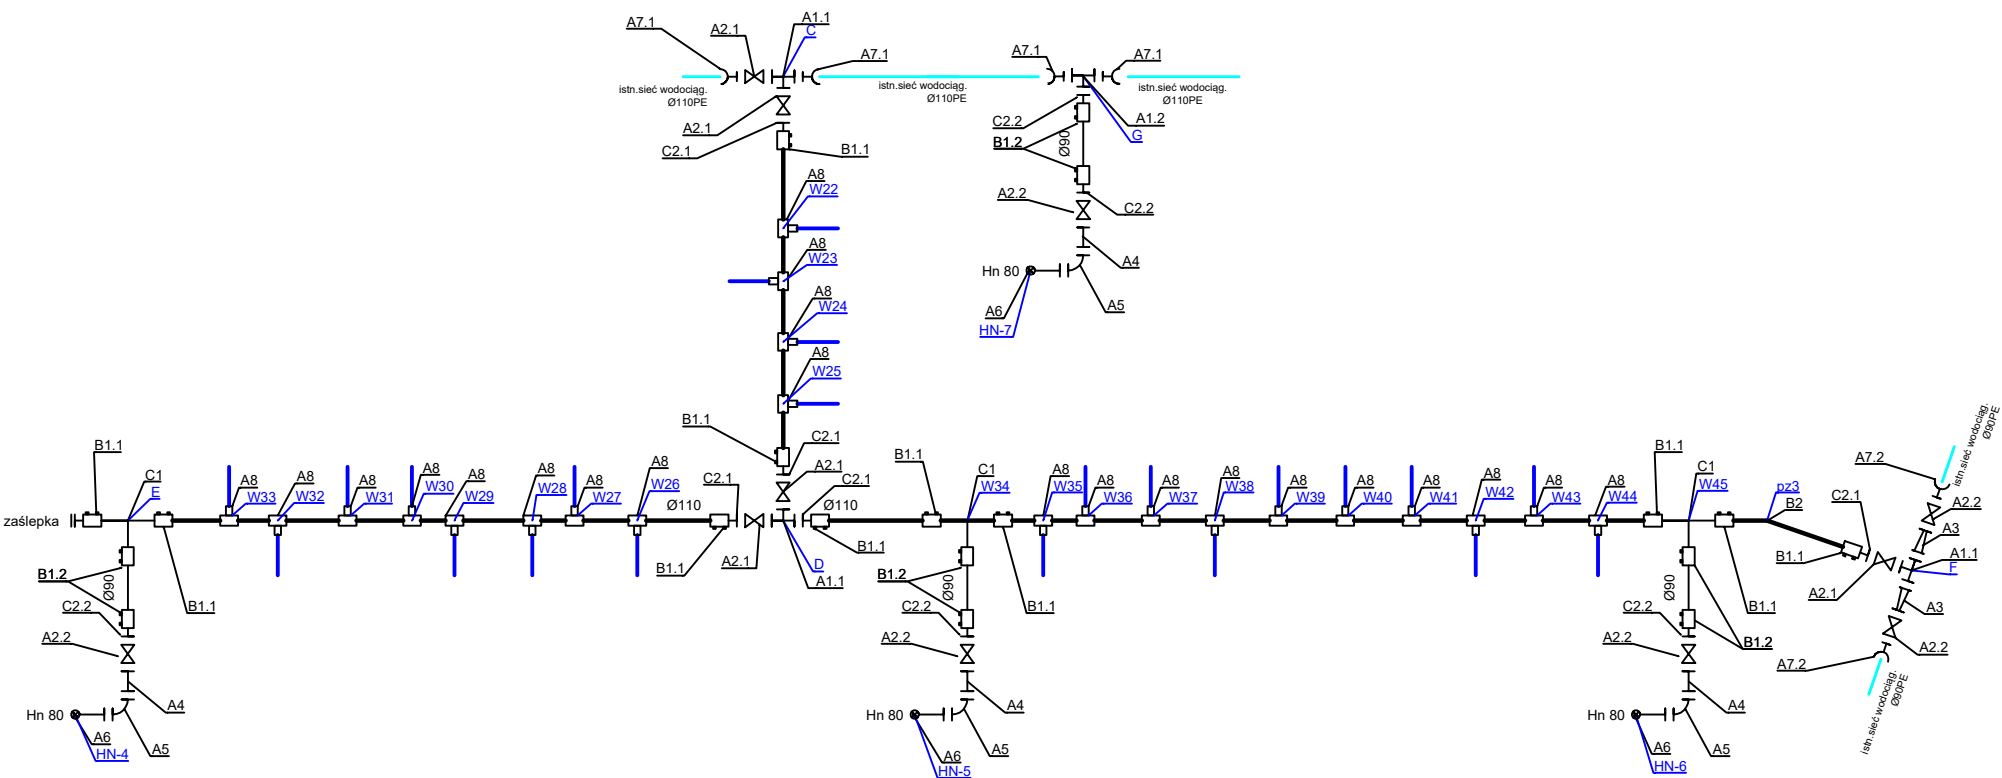 A7.1
A2.1
A1.1
C
A7.1
A7.1
A7.1
istn.sieć wodociąg.
Ø110PE
istn.sieć wodociąg.
Ø110PE
istn.sieć wodociąg.
Ø110PE
A2.1
C2.1
B1.1
C2.2
B1.2
Ø90
A1.2
G
A8
W22
A2.2
C2.2
A8
W23
A4
Hn 80
A6
HN-7
A5
A8
W24
A8
W25
B1.1
C2.1
A2.1
C2.1
Ø110
B1.1
C1
E
A8
W33
A8
W32
A8
W31
A8
W30
A8
W29
A8
W28
A8
W27
A8
W26
Ø110
C2.1
zaślepka
B1.1
C1
W34
A8
W35
A8
W36
A8
W37
A8
W38
A8
W39
A8
W40
A8
W41
A8
W42
A8
W43
A8
W44
B1.1
C1
W45
pz3
B2
C2.1
A7.2
istn.sieć wodociąg.
Ø90PE
A2.2
A3
A1.1
F
B1.1
A2.1
A3
A2.2
A7.2
istn.sieć wodociąg.
Ø90PE
B1.2
Ø90
B1.1
C2.2
A2.2
A4
Hn 80
A6
HN-4
A5
B1.1
A2.1
D
A1.1
B1.1
B1.2
Ø90
B1.1
C2.2
A2.2
A4
Hn 80
A6
HN-5
A5
Ø90
B1.1
C2.2
B1.2
A2.2
A4
Hn 80
A6
HN-6
A5